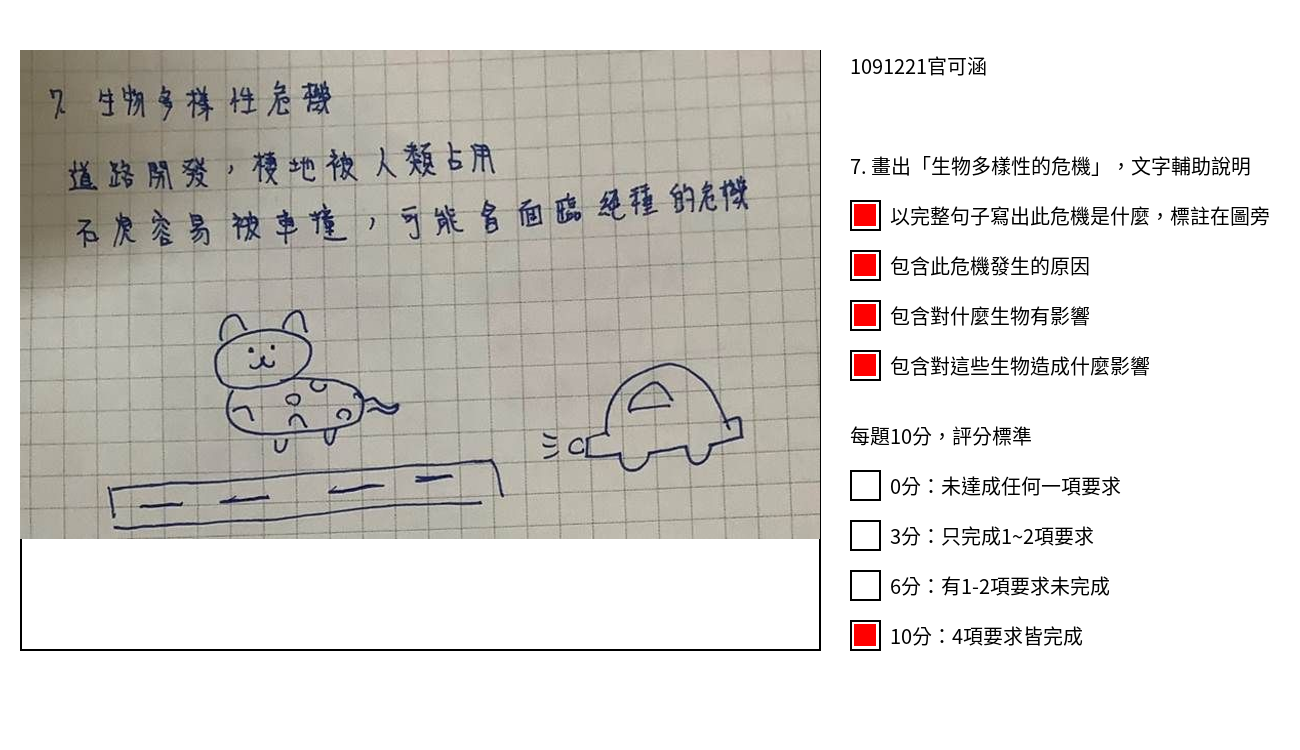 7. 生物多樣性危機
道路開發，棲地被人類占用
石虎容易被車撞，可能會面臨絕種的危機
1091221官可涵
7. 畫出「生物多樣性的危機」，文字輔助說明
以完整句子寫出此危機是什麼，標註在圖旁
包含此危機發生的原因
包含對什麼生物有影響
包含對這些生物造成什麼影響
每題10分，評分標準
0分：未達成任何一項要求
3分：只完成1~2項要求
6分：有1-2項要求未完成
10分：4項要求皆完成